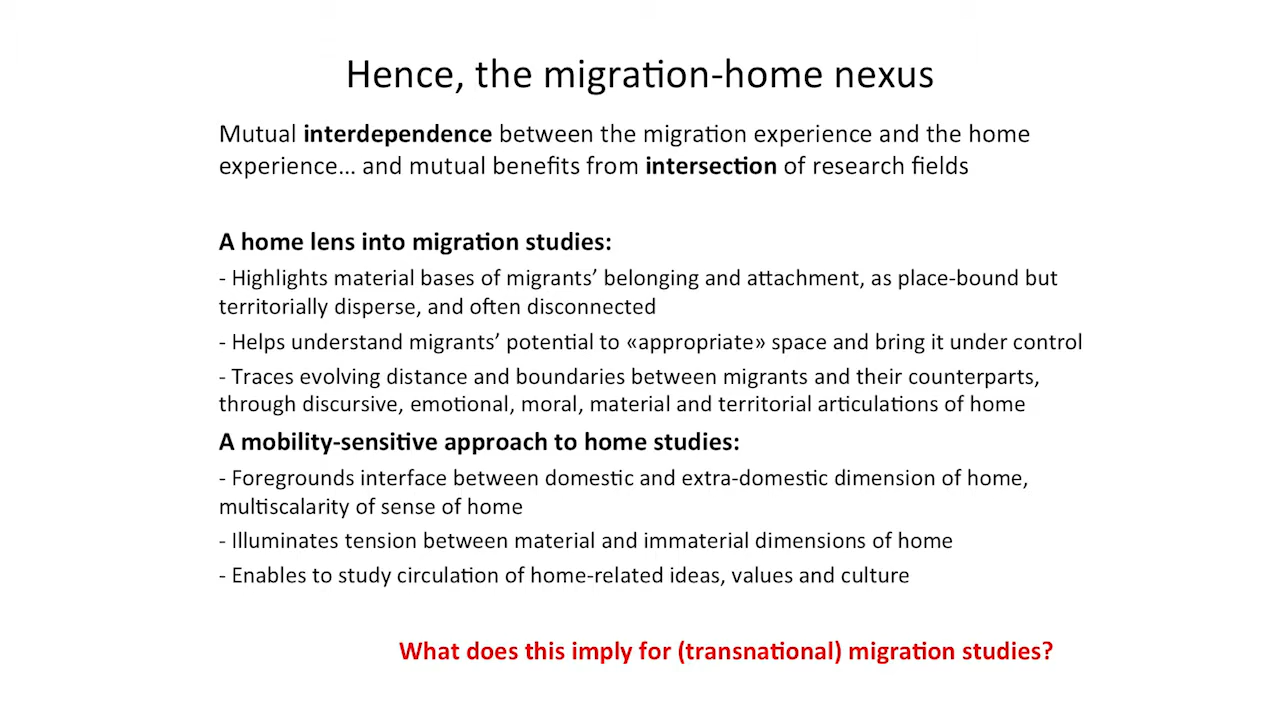 Hence, the migration-home nexus
Mutual interdependence between the migration experience and the home
experience… and mutual benefits from intersection of research fields
A home lens into migration studies:
- Highlights material bases of migrants’ belonging and attachment, as place-bound but
territorially disperse, and often disconnected
- Helps understand migrants’ potential to «appropriate» space and bring it under control
- Traces evolving distance and boundaries between migrants and their counterparts,
through discursive, emotional, moral, material and territorial articulations of home
A mobility-sensitive approach to home studies:
- Foregrounds interface between domestic and extra-domestic dimension of home,
multiscalarity of sense of home
- Illuminates tension between material and immaterial dimensions of home
- Enables to study circulation of home-related ideas, values and culture
What does this imply for (transnational) migration studies?